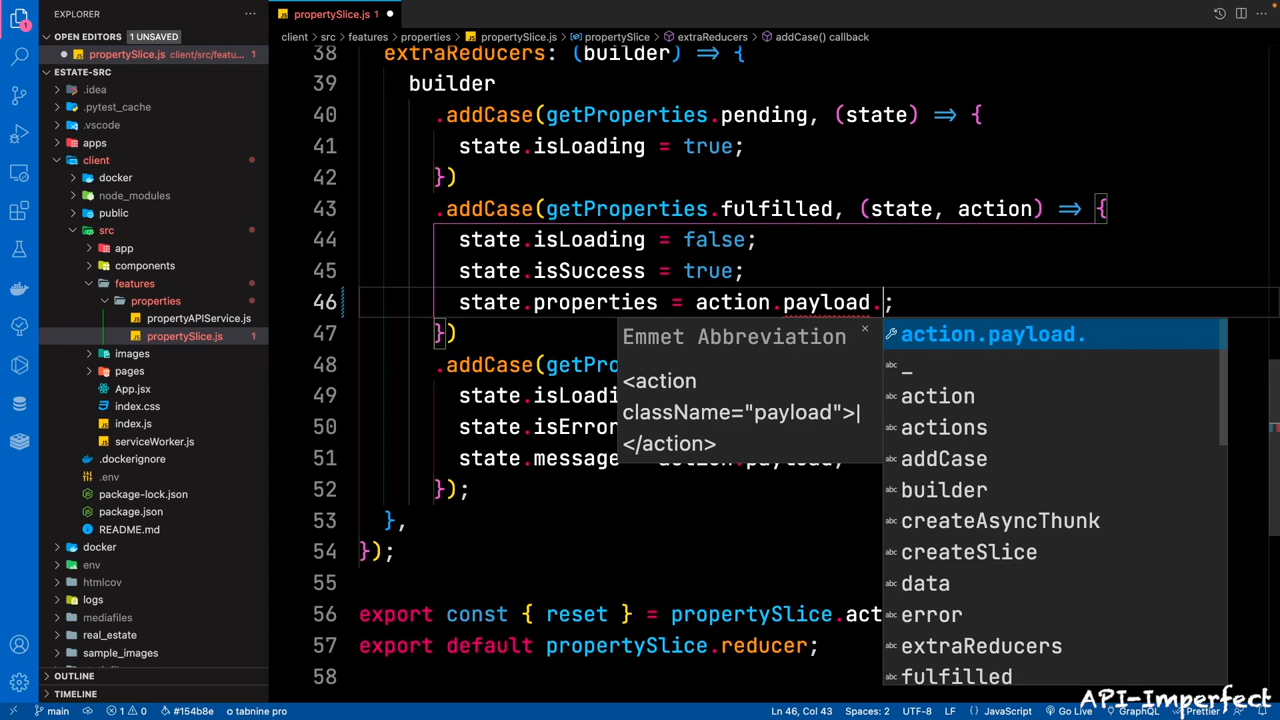 EXPLORER
OPEN EDITORS 1 UNSAVED
propertySlice.js client/src/featu... 1
ESTATE-SRC
.idea
.pytest_cache
.vscode
apps
client
docker
node_modules
public
src
app
components
features
properties
propertyAPIService.js
propertySlice.js 1
images
pages
App.jsx
index.css
index.js
serviceWorker.js
.dockerignore
.env
package-lock.json
package.json
README.md
docker
env
htmlcov
logs
mediafiles
real_estate
sample_images
OUTLINE
TIMELINE
propertySlice.js 1
client > src > features > properties > propertySlice.js > propertySlice > extraReducers > addCase() callback
38 extraReducers: (builder) => {
39 builder
40 .addCase(getProperties.pending, (state) => {
41 state.isLoading = true;
42 })
43 .addCase(getProperties.fulfilled, (state, action) => {
44 state.isLoading = false;
45 state.isSuccess = true;
46 state.properties = action.payload.;
47 })
48 .addCase(getPro
49 state.isLoadi
50 state.isError
51 state.message action.payload;
52 });
53 },
54 });
55
56 export const { reset } = propertySlice.act
57 export default propertySlice.reducer;
58
Emmet Abbreviation
<action
className="payload">|
</action>
action.payload.
_
action
actions
addCase
builder
createAsyncThunk
createSlice
data
error
extraReducers
fulfilled
API-Imperfect
main 1 0 #154b8e tabnine pro Ln 46, Col 43 Spaces: 2 UTF-8 LF JavaScript Go Live GraphQL Prettier